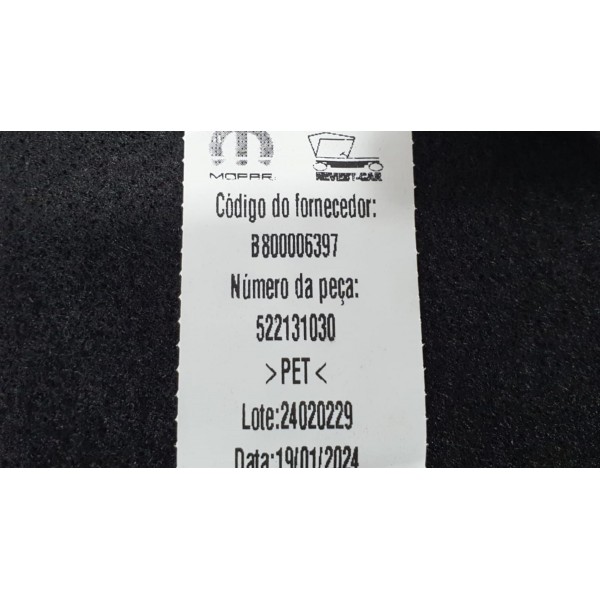 MOPAR
REVEST-CAR
Código do fornecedor:
B800006397
Número da peça:
522131030
>PET<
Lote:24020229
Data:19/01/2024